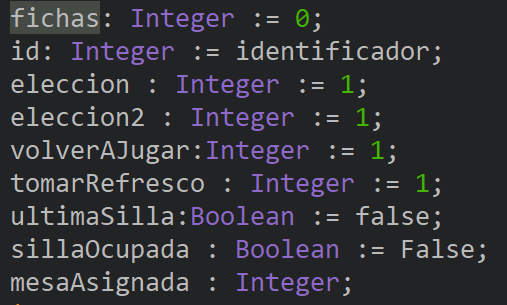 fichas: Integer := 0;
id: Integer := identificador;
eleccion : Integer := 1;
eleccion2 : Integer := 1;
volverAJugar:Integer := 1;
tomarRefresco : Integer := 1;
ultimaSilla:Boolean := false;
sillaOcupada : Boolean := False;
mesaAsignada : Integer;